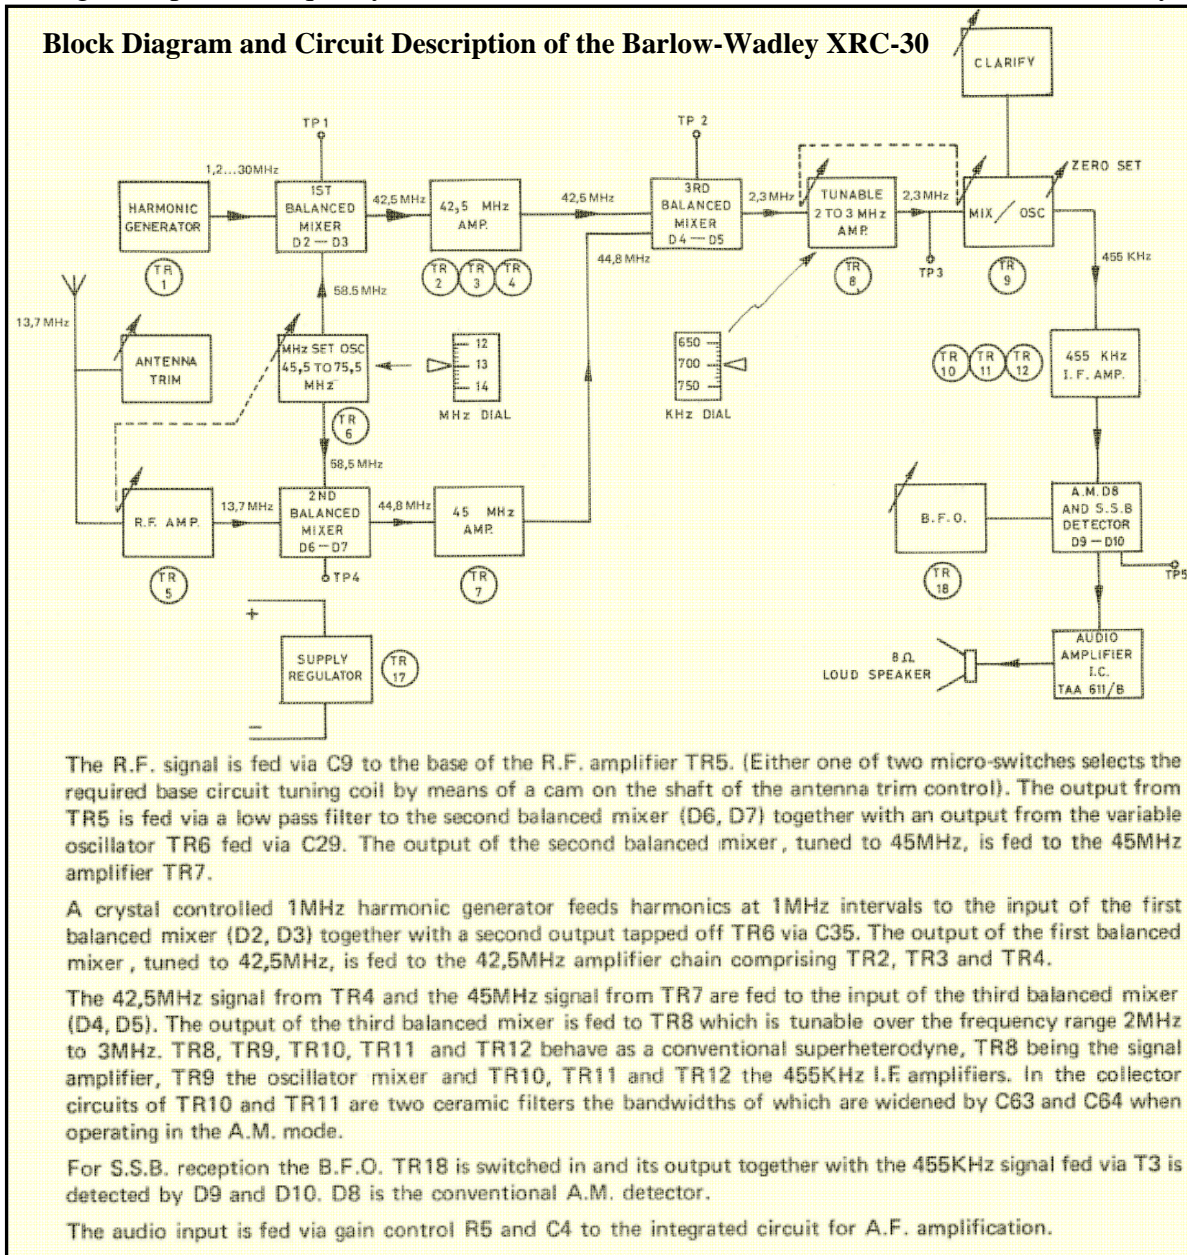 Block Diagram and Circuit Description of the Barlow-Wadley XRC-30
CLARIFY
TP1
TP 2
1,2...30MHz
ZERO SET
HARMONIC
GENERATOR
1ST
BALANCED
MIXER
D2 — D3
42,5 MHz
42,5 MHz
AMP.
42,5 MHz
3RD
BALANCED
MIXER
D4 — D5
2,3MHz
TUNABLE
2 TO 3 MHz
AMP.
2,3MHz
MIX / OSC
TR
1
TR
2
TR
3
TR
4
44,8MHz
TR
8
TP3
TR
9
455 KHz
58.5MHz
13,7 MHz
ANTENNA
TRIM
MHz SET OSC
45,5 TO 75,5
MHz
12
13
14
MHz DIAL
650
700
750
KHz DIAL
TR
10
TR
11
TR
12
455 KHz
I.F. AMP.
TR
6
58,5MHz
R.F. AMP.
13,7MHz
2ND
BALANCED
MIXER
D6 — D7
44,8MHz
45 MHz
AMP.
B.F.O.
A.M. D8
AND S.S.B
DETECTOR
D9 — D10
TR
5
TP4
TR
7
TR
18
TP5
+
SUPPLY
REGULATOR
TR
17
−
8 Ω
LOUD SPEAKER
AUDIO
AMPLIFIER
I.C.
TAA 611/B
The R.F. signal is fed via C9 to the base of the R.F. amplifier TR5. (Either one of two micro-switches selects the
required base circuit tuning coil by means of a cam on the shaft of the antenna trim control). The output from
TR5 is fed via a low pass filter to the second balanced mixer (D6, D7) together with an output from the variable
oscillator TR6 fed via C29. The output of the second balanced mixer, tuned to 45MHz, is fed to the 45MHz
amplifier TR7.
A crystal controlled 1MHz harmonic generator feeds harmonics at 1MHz intervals to the input of the first
balanced mixer (D2, D3) together with a second output tapped off TR6 via C35. The output of the first balanced
mixer, tuned to 42,5MHz, is fed to the 42,5MHz amplifier chain comprising TR2, TR3 and TR4.
The 42,5MHz signal from TR4 and the 45MHz signal from TR7 are fed to the input of the third balanced mixer
(D4, D5). The output of the third balanced mixer is fed to TR8 which is tunable over the frequency range 2MHz
to 3MHz. TR8, TR9, TR10, TR11 and TR12 behave as a conventional superheterodyne, TR8 being the signal
amplifier, TR9 the oscillator mixer and TR10, TR11 and TR12 the 455KHz I.F. amplifiers. In the collector
circuits of TR10 and TR11 are two ceramic filters the bandwidths of which are widened by C63 and C64 when
operating in the A.M. mode.
For S.S.B. reception the B.F.O. TR18 is switched in and its output together with the 455KHz signal fed via T3 is
detected by D9 and D10. D8 is the conventional A.M. detector.
The audio input is fed via gain control R5 and C4 to the integrated circuit for A.F. amplification.